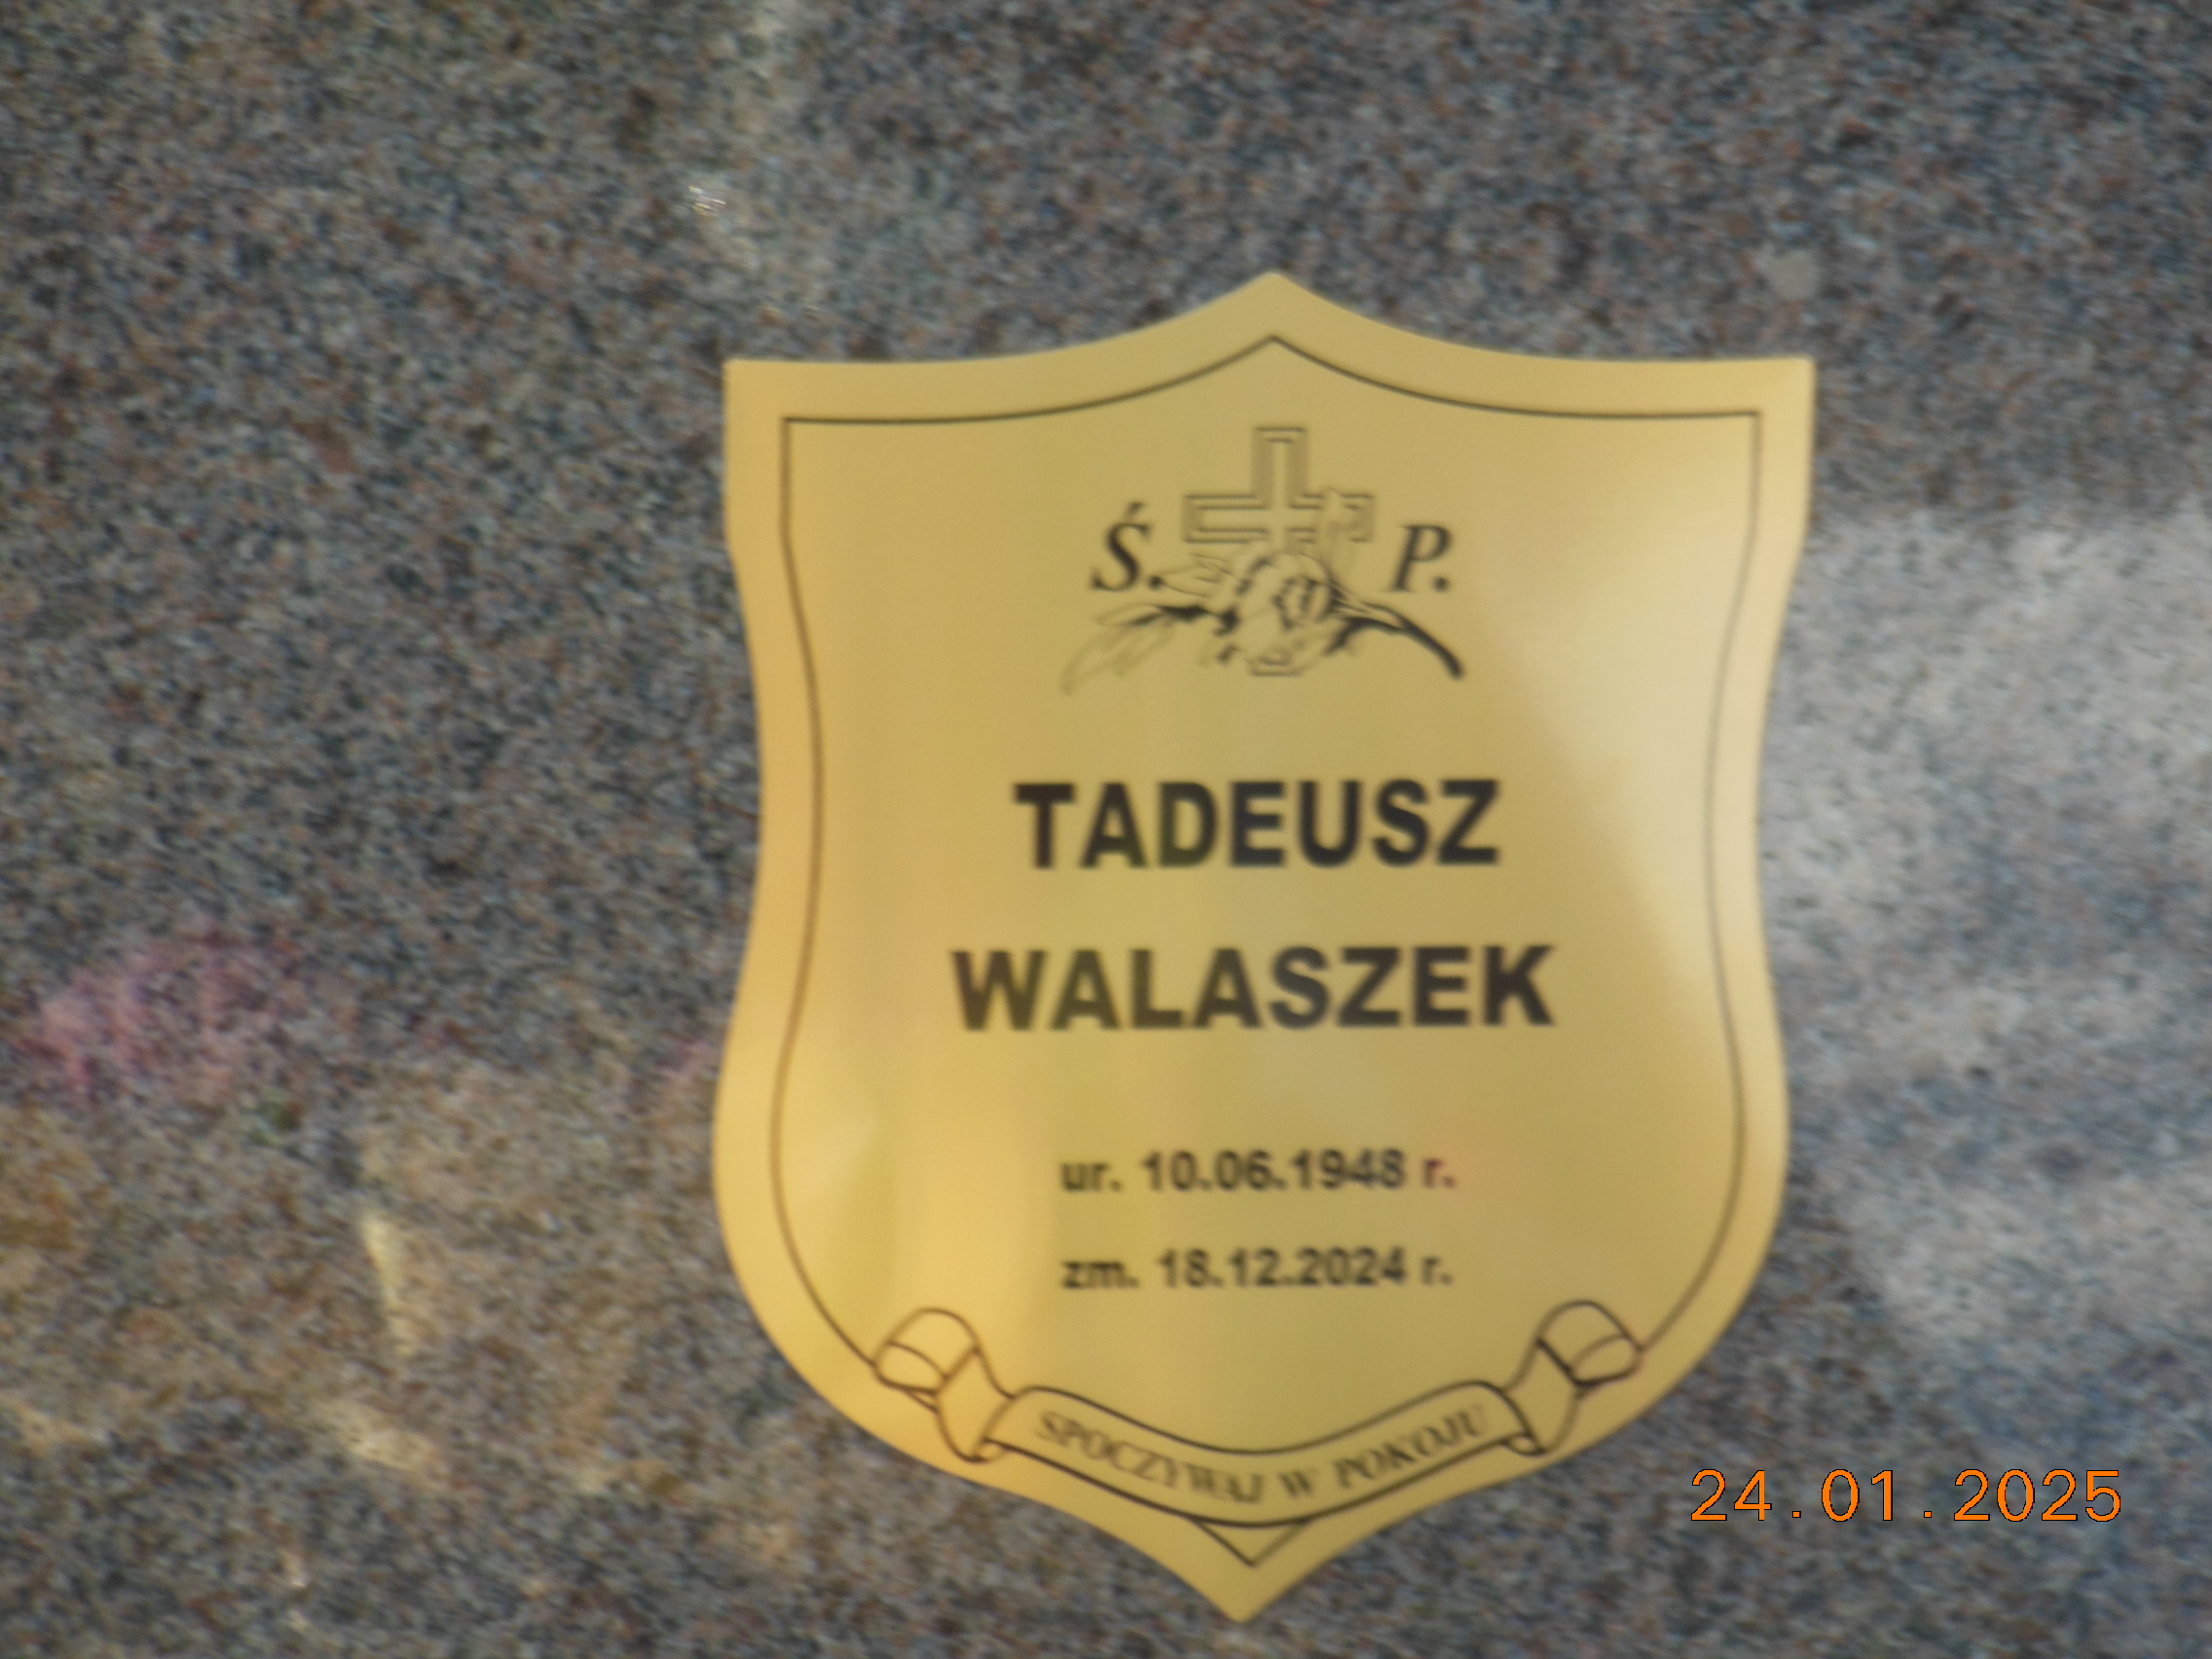 Ś. P.
TADEUSZ
WALASZEK
ur. 10.06.1948 r.
zm. 18.12.2024 r.
SPOCZYWAJ W POKOJU
24.01.2025